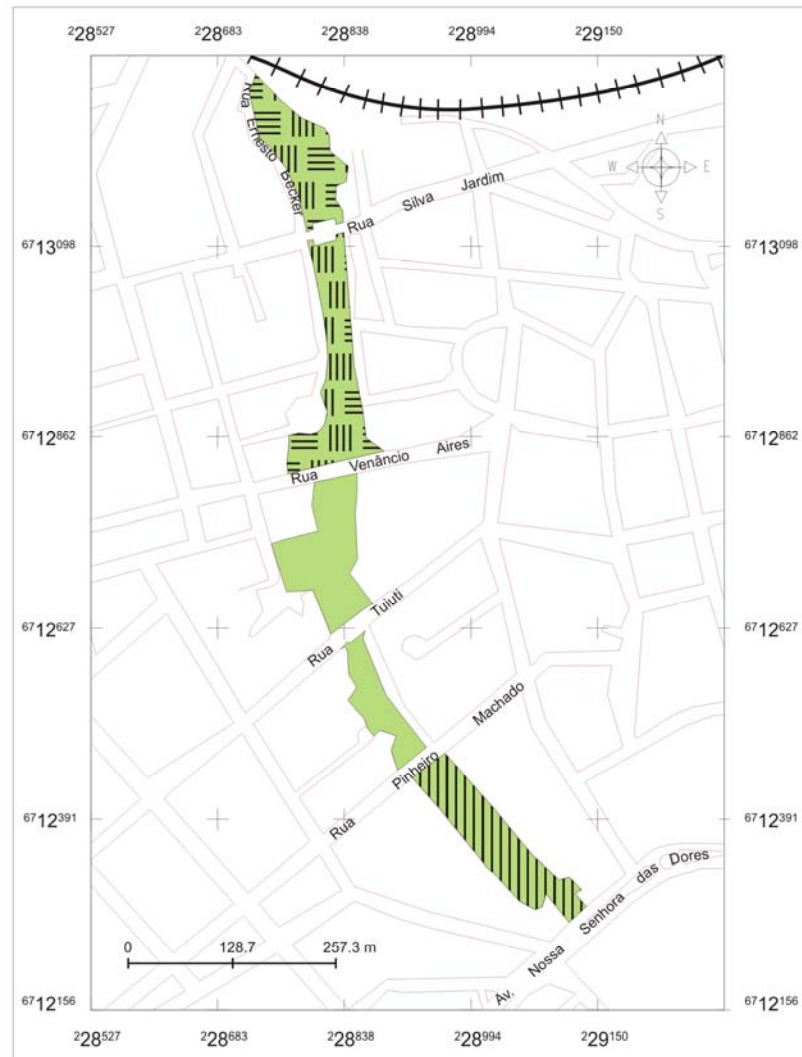 228527 228683 228838 228994 229150
N
W E
S
Rua Ernesto Becker
Rua Silva Jardim
6713098 6713098
6712862 6712862
Rua Venâncio Aires
Rua Tuiuti
6712627 6712627
Rua Pinheiro Machado
6712391 6712391
Av. Nossa Senhora das Dores
0 128.7 257.3 m
6712156 6712156
228527 228683 228838 228994 229150